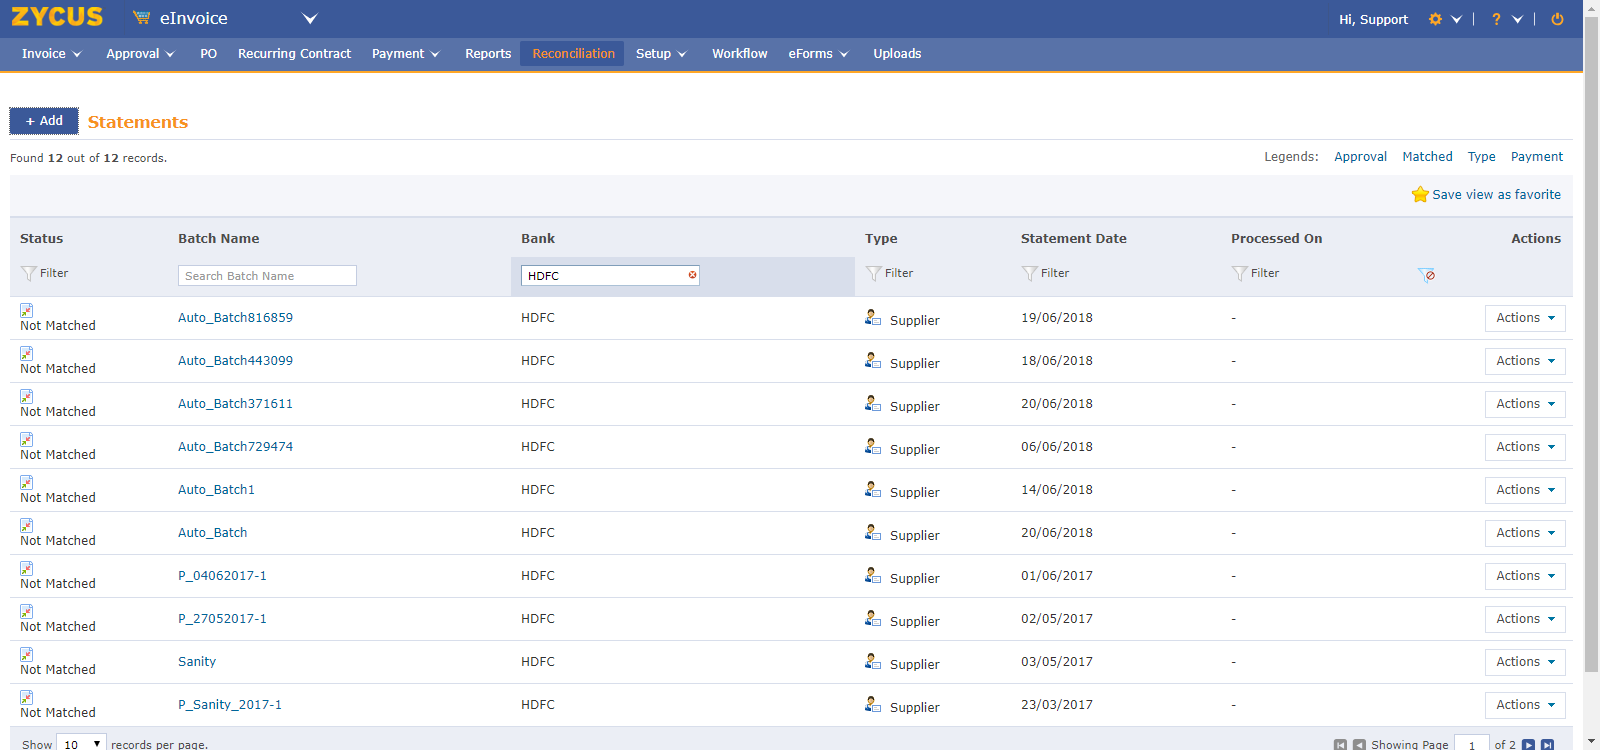 ZYCUS eInvoice Hi, Support ?
Invoice Approval PO Recurring Contract Payment Reports Reconciliation Setup Workflow eForms Uploads
+ Add Statements
Found 12 out of 12 records. Legends: Approval Matched Type Payment
Save view as favorite
Status Batch Name Bank Type Statement Date Processed On Actions
Filter Search Batch Name HDFC Filter Filter Filter
Not Matched Auto_Batch816859 HDFC Supplier 19/06/2018 - Actions
Not Matched Auto_Batch443099 HDFC Supplier 18/06/2018 - Actions
Not Matched Auto_Batch371611 HDFC Supplier 20/06/2018 - Actions
Not Matched Auto_Batch729474 HDFC Supplier 06/06/2018 - Actions
Not Matched Auto_Batch1 HDFC Supplier 14/06/2018 - Actions
Not Matched Auto_Batch HDFC Supplier 20/06/2018 - Actions
Not Matched P_04062017-1 HDFC Supplier 01/06/2017 - Actions
Not Matched P_27052017-1 HDFC Supplier 02/05/2017 - Actions
Not Matched Sanity HDFC Supplier 03/05/2017 - Actions
Not Matched P_Sanity_2017-1 HDFC Supplier 23/03/2017 - Actions
Show 10 records per page. Showing Page 1 of 2